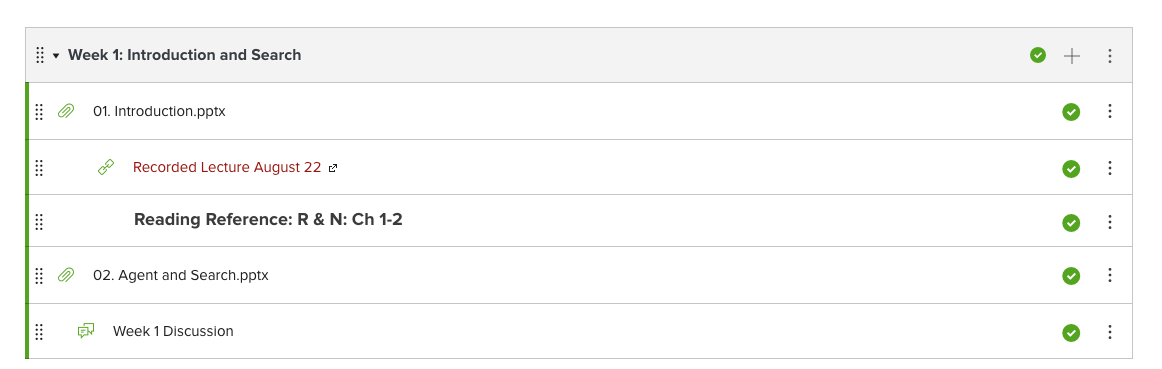 Week 1: Introduction and Search
01. Introduction.pptx
Recorded Lecture August 22
Reading Reference: R & N: Ch 1-2
02. Agent and Search.pptx
Week 1 Discussion